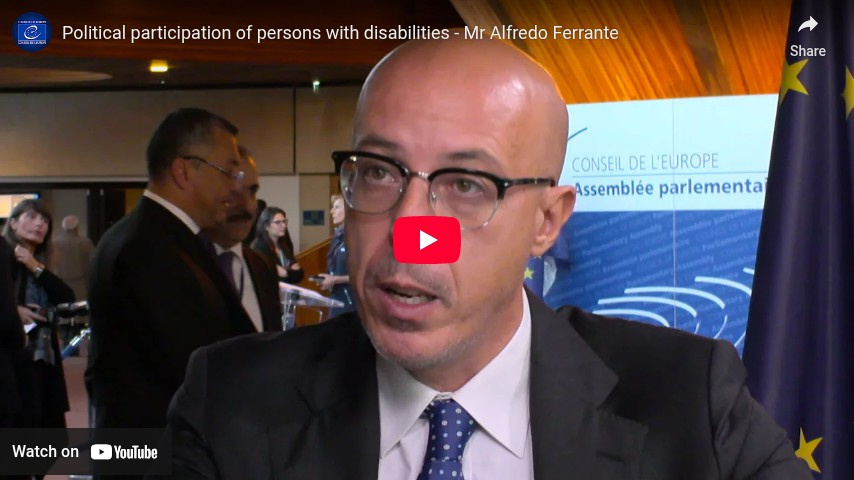 Political participation of persons with disabilities - Mr Alfredo Ferrante
Share
CONSEIL DE L'EUROPE
Assemblée parlementai
Watch on YouTube